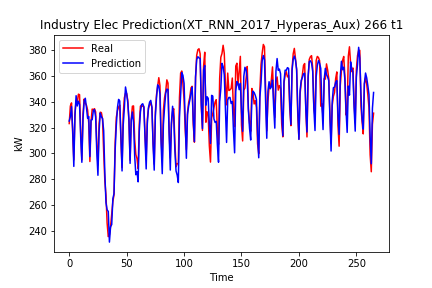 Industry Elec Prediction(XT_RNN_2017_Hyperas_Aux) 266 t1
Real
Prediction
kW
380
360
340
320
300
280
260
240
0 50 100 150 200 250
Time